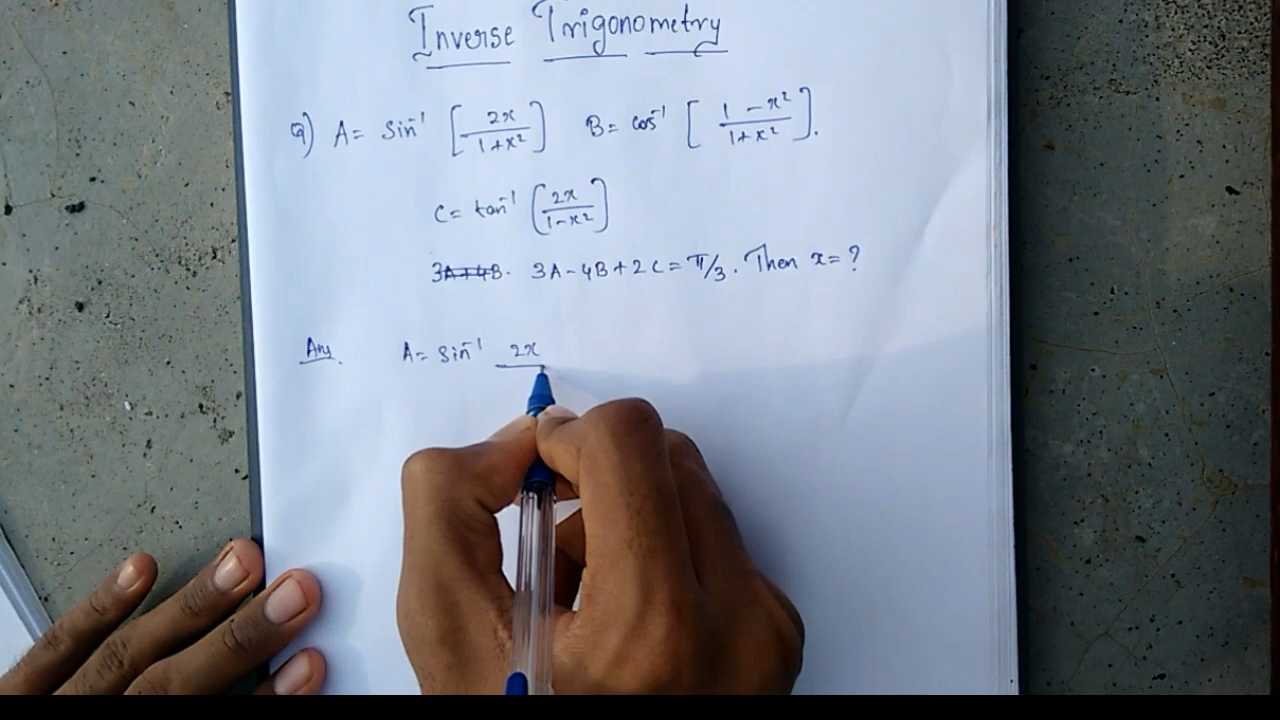 Inverse Trigonometry
Q) A = Sin⁻¹ [2x/1+x²] B = cos⁻¹ [1-x²/1+x²].
C = tan⁻¹ [2x/1-x²]
3A+4B. 3A-4B+2C = π/3. Then x=?
Ans A = Sin⁻¹ 2x